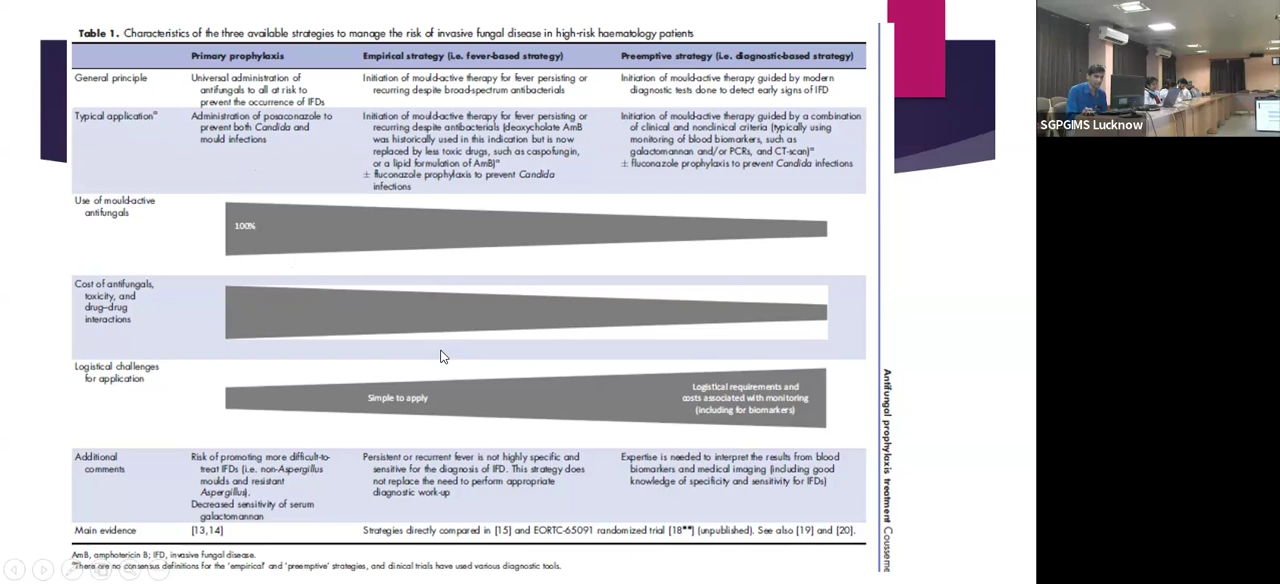 Table 1. Characteristics of the three available strategies to manage the risk of invasive fungal disease in high-risk haematology patients
Primary prophylaxis
Empirical strategy (i.e. fever-based strategy)
Preemptive strategy (i.e. diagnostic-based strategy)
General principle
Universal administration of
antifungals to all at risk to
prevent the occurrence of IFDs
Initiation of mould-active therapy for fever persisting or
recurring despite broad-spectrum antibacterials
Initiation of mould-active therapy guided by modern
diagnostic tests done to detect early signs of IFD
Typical applicationª
Administration of posaconazole to
prevent both Candida and
mould infections
Initiation of mould-active therapy for fever persisting or
recurring despite antibacterials (deoxycholate AmB
was historically used in this indication but is now
replaced by less toxic drugs, such as caspofungin,
or a lipid formulation of AmB)ª
± fluconazole prophylaxis to prevent Candida
infections
Initiation of mould-active therapy guided by a combination
of clinical and nonclinical criteria (typically using
monitoring of blood biomarkers, such as
galactomannan and/or PCRs, and CT-scan)ª
± fluconazole prophylaxis to prevent Candida infections
Use of mould-active
antifungals
100%
Cost of antifungals,
toxicity, and
drug–drug
interactions
Logistical challenges
for application
Simple to apply
Logistical requirements and
costs associated with monitoring
(including for biomarkers)
Additional
comments
Risk of promoting more difficult-to-
treat IFDs (i.e. non-Aspergillus
moulds and resistant
Aspergillus).
Decreased sensitivity of serum
galactomannan
Persistent or recurrent fever is not highly specific and
sensitive for the diagnosis of IFD. This strategy does
not replace the need to perform appropriate
diagnostic work-up
Expertise is needed to interpret the results from blood
biomarkers and medical imaging (including good
knowledge of specificity and sensitivity for IFDs)
Main evidence
[13,14]
Strategies directly compared in [15] and EORTC-65091 randomized trial [18▪▪] (unpublished). See also [19] and [20].
AmB, amphotericin B; IFD, invasive fungal disease.
ªThere are no consensus definitions for the 'empirical' and 'preemptive' strategies, and clinical trials have used various diagnostic tools.
Antifungal prophylaxis treatment Cousseme
SGPGIMS Lucknow